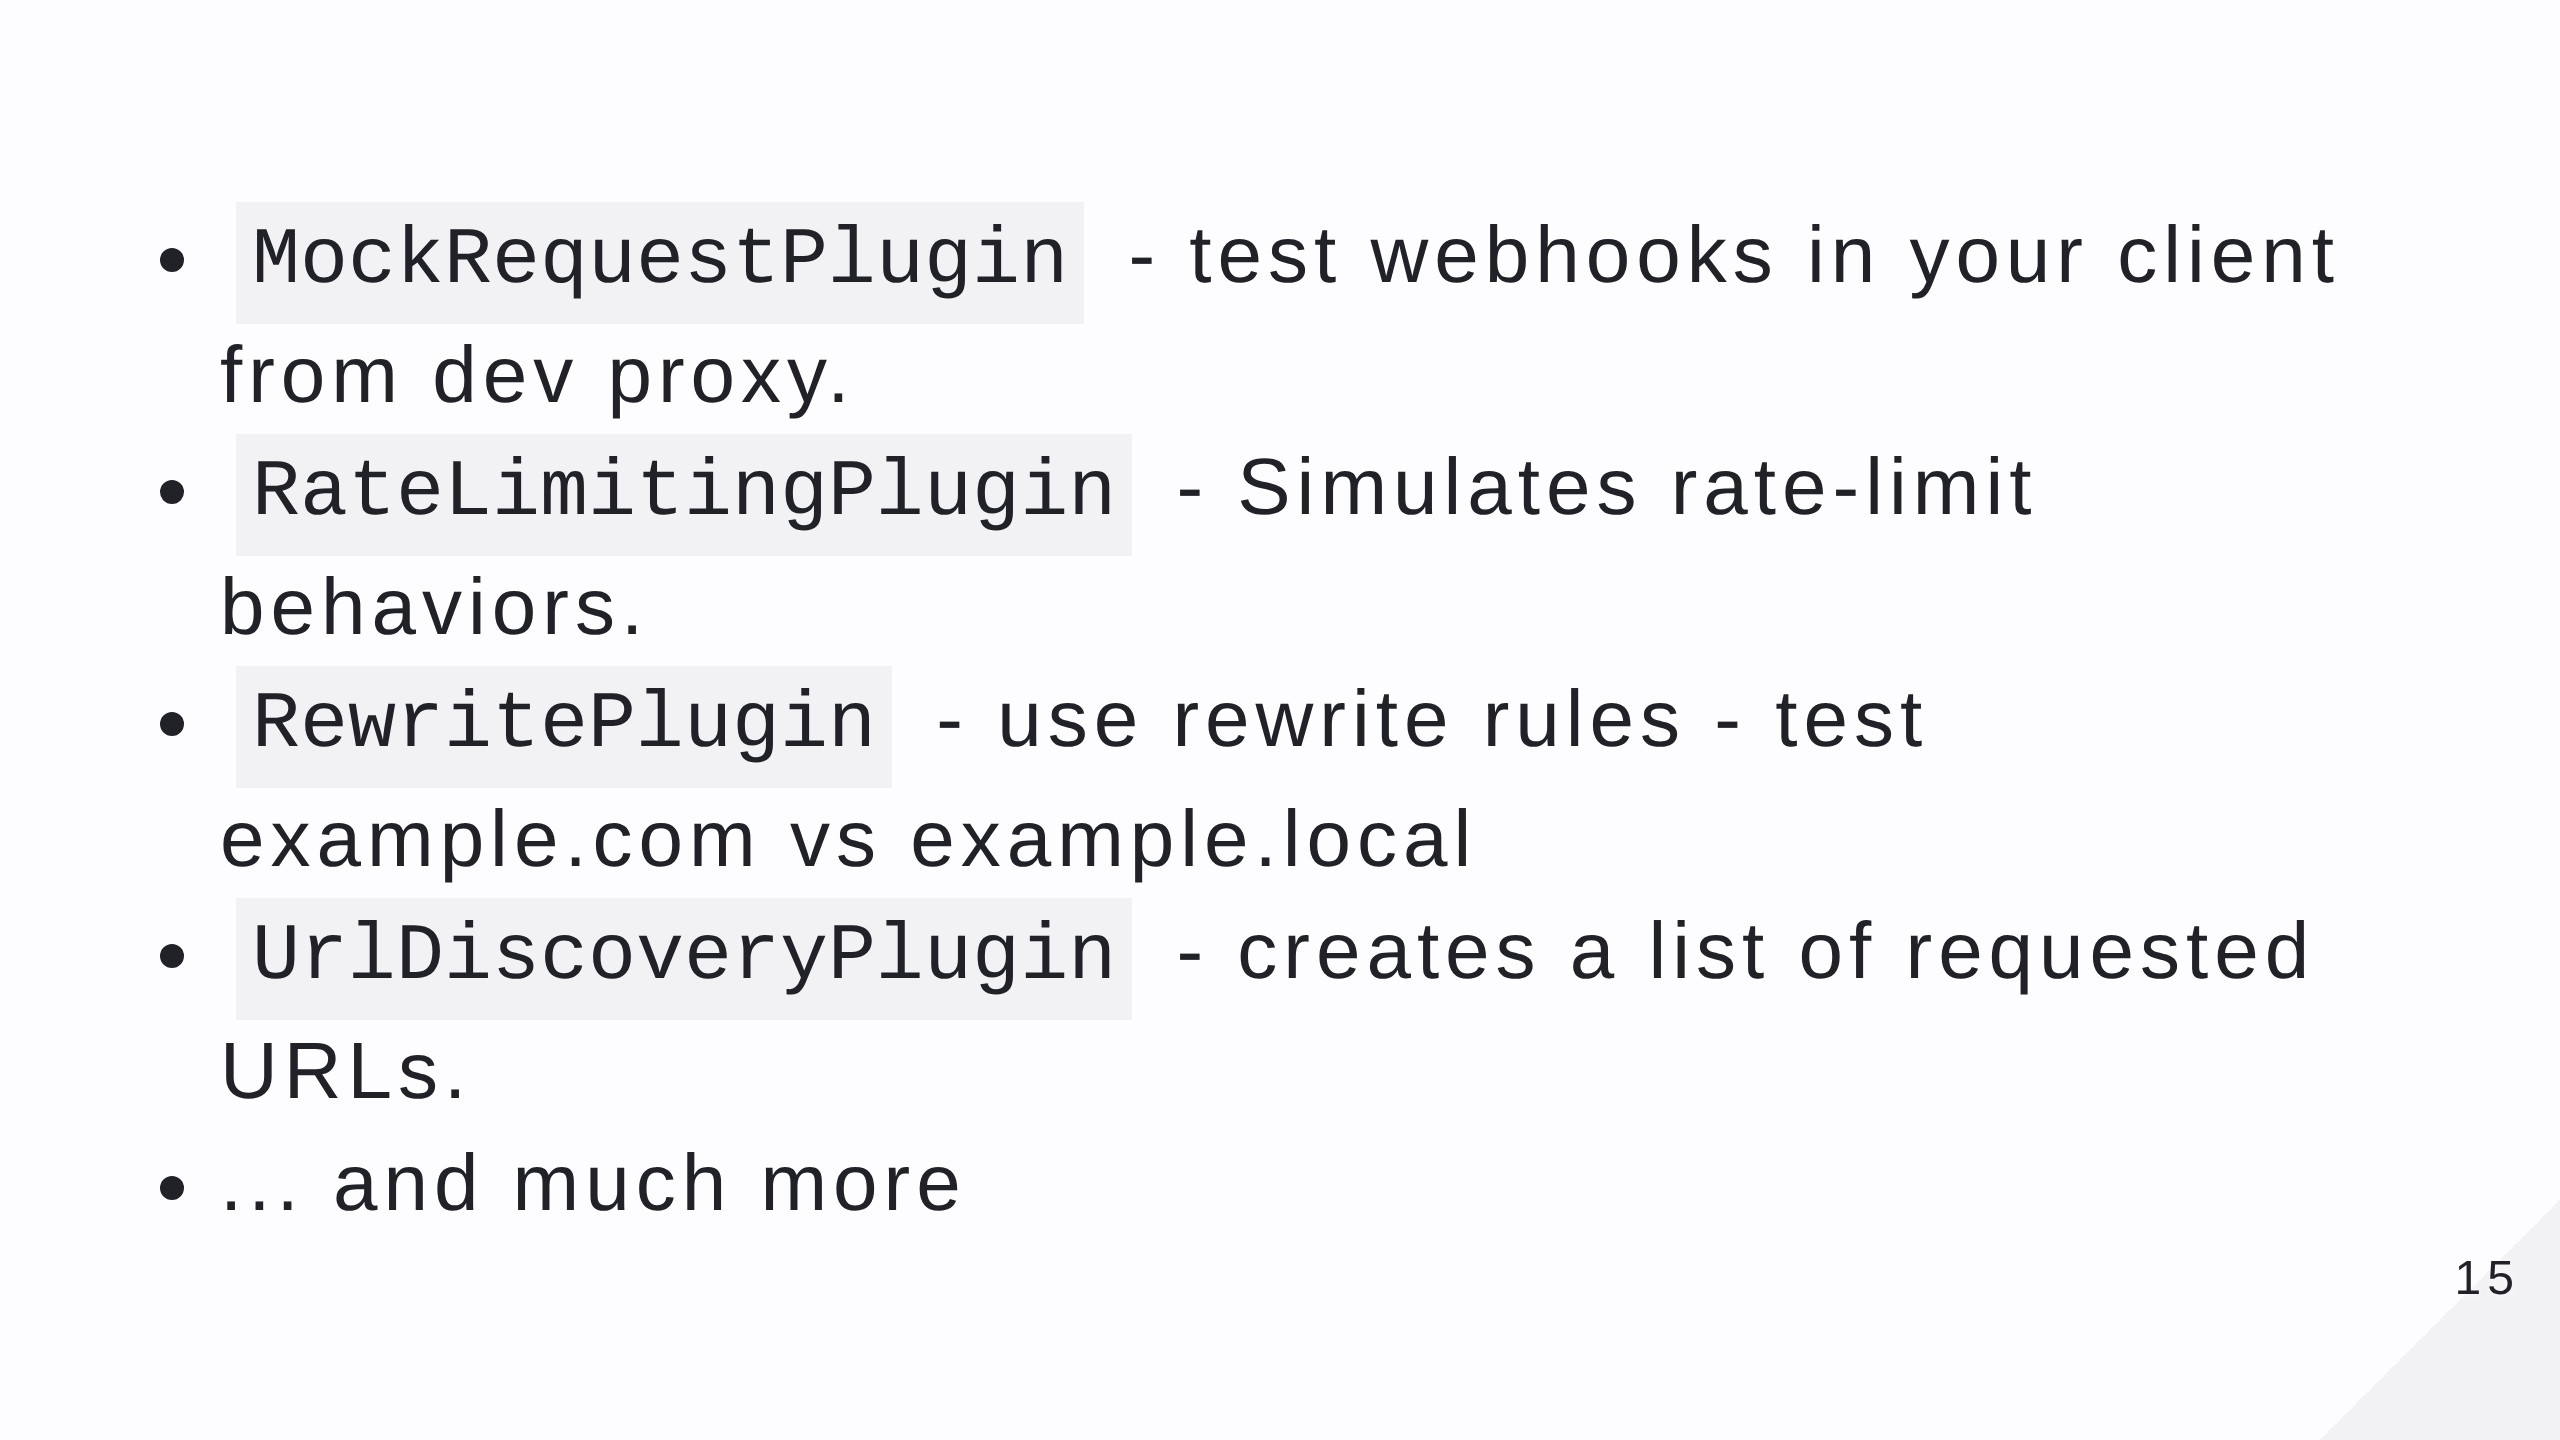 • MockRequestPlugin - test webhooks in your client
from dev proxy.
• RateLimitingPlugin - Simulates rate-limit
behaviors.
• RewritePlugin - use rewrite rules - test
example.com vs example.local
• UrlDiscoveryPlugin - creates a list of requested
URLs.
• ... and much more
15